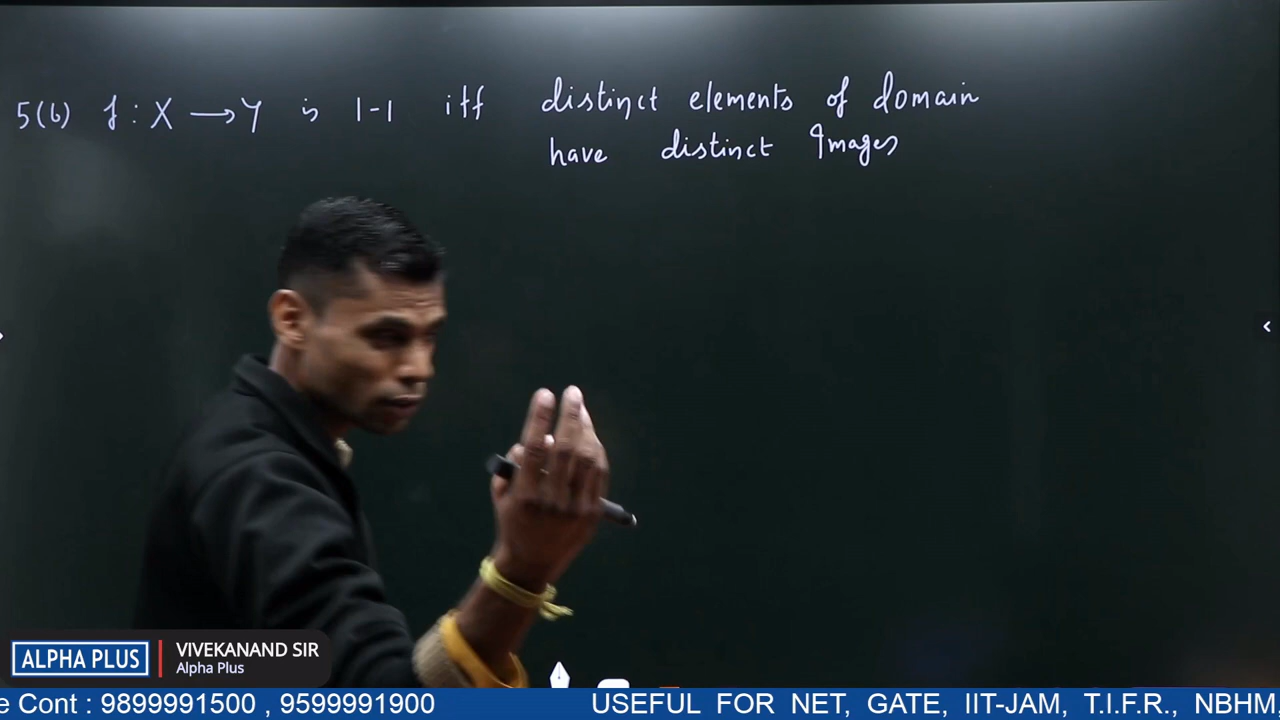 5(b) f : X → Y is 1-1 iff distinct elements of domain
have distinct Images
ALPHA PLUS
VIVEKANAND SIR
Alpha Plus
e Cont : 9899991500 , 9599991900 USEFUL FOR NET, GATE, IIT-JAM, T.I.F.R., NBHM,